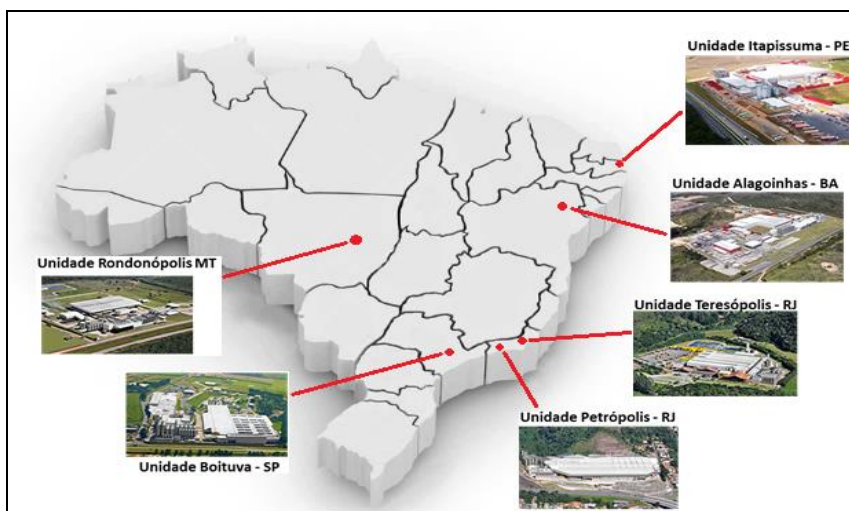 Unidade Itapissuma - PE
Unidade Alagoinhas - BA
Unidade Rondonópolis MT
Unidade Teresópolis - RJ
Unidade Petrópolis - RJ
Unidade Boituva - SP